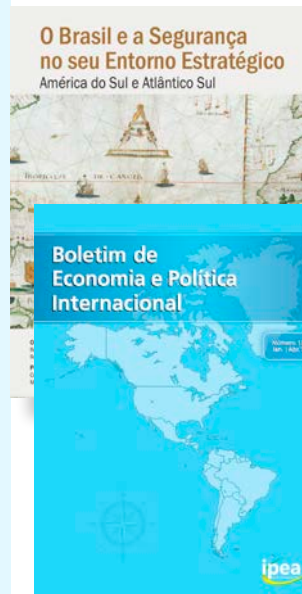 O Brasil e a Segurança
no seu Entorno Estratégico
América do Sul e Atlântico Sul
Boletim de
Economia e Política
Internacional
ipea